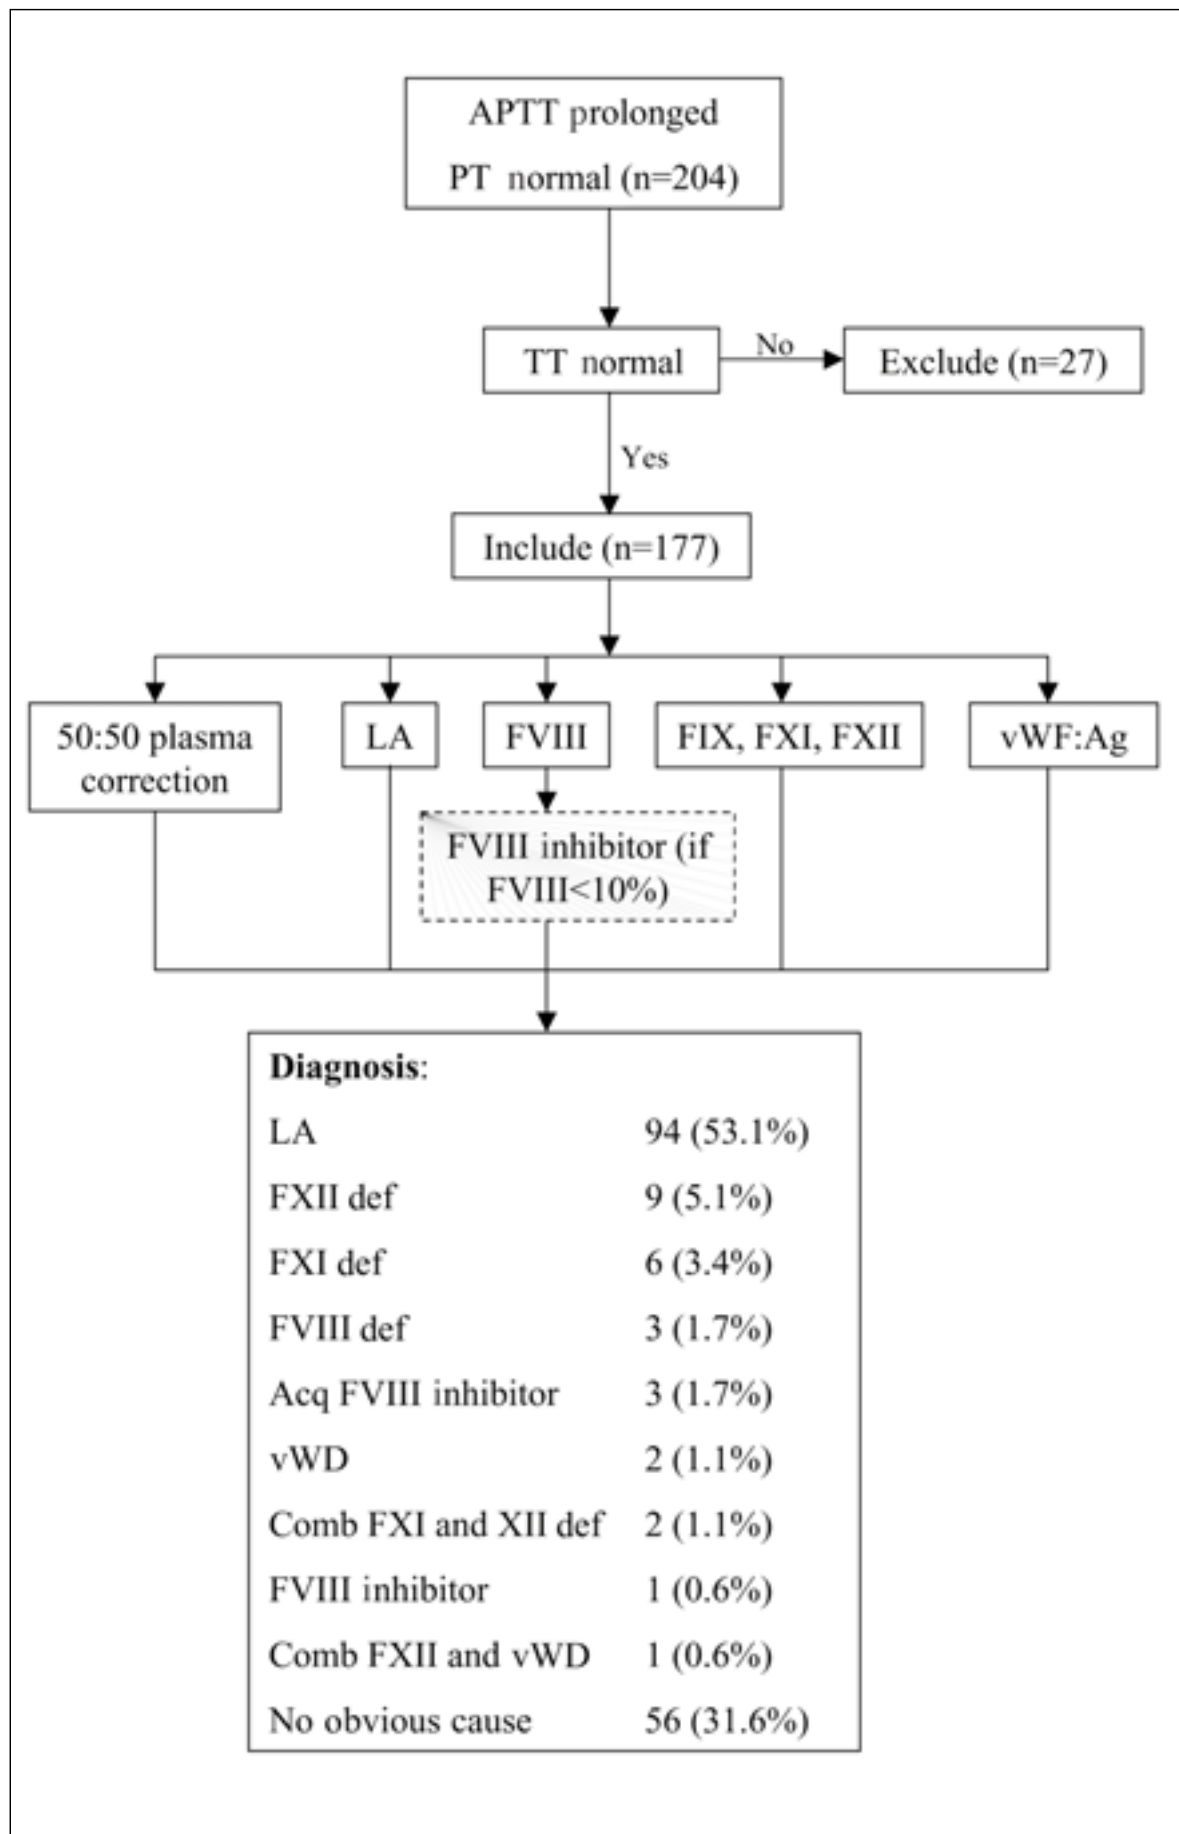 APTT prolonged
PT normal (n=204)
TT normal
No
Exclude (n=27)
Yes
Include (n=177)
50:50 plasma
correction
LA
FVIII
FIX, FXI, FXII
vWF:Ag
FVIII inhibitor (if
FVIII<10%)
Diagnosis:
LA 94 (53.1%)
FXII def 9 (5.1%)
FXI def 6 (3.4%)
FVIII def 3 (1.7%)
Acq FVIII inhibitor 3 (1.7%)
vWD 2 (1.1%)
Comb FXI and XII def 2 (1.1%)
FVIII inhibitor 1 (0.6%)
Comb FXII and vWD 1 (0.6%)
No obvious cause 56 (31.6%)